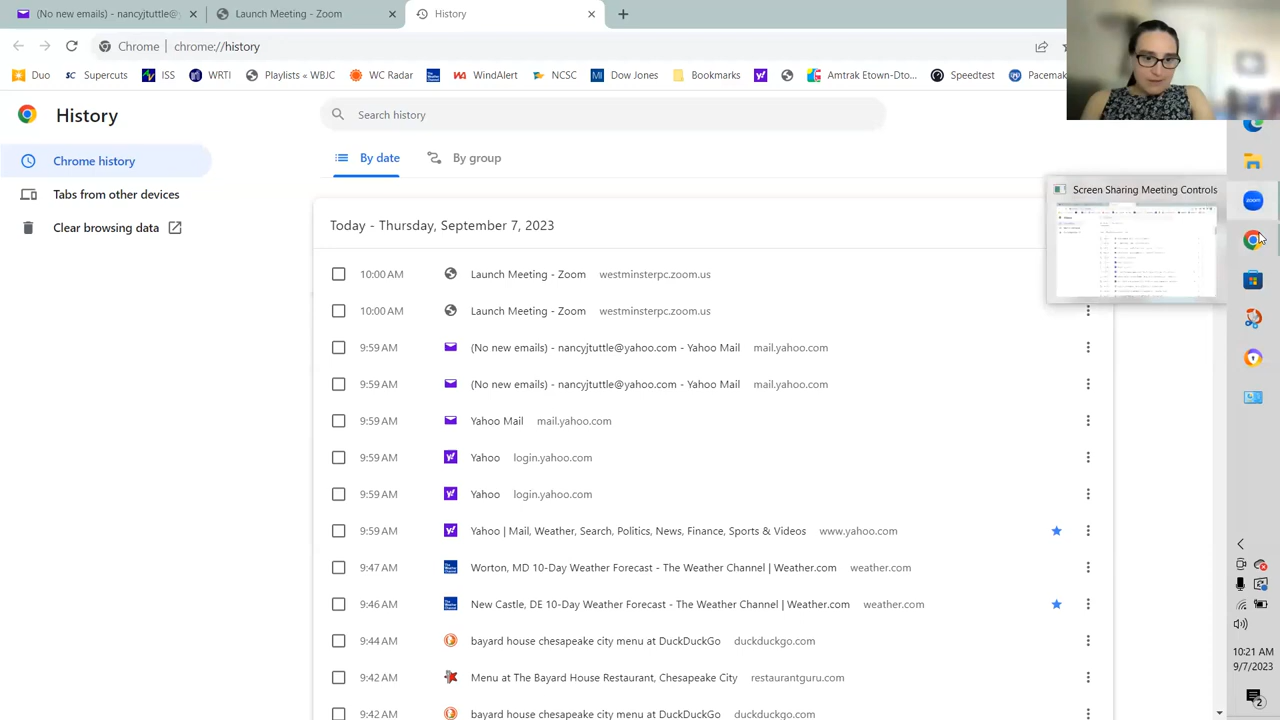 (No new emails) - nancyjtuttle@
Launch Meeting - Zoom
History
Chrome | chrome://history
Duo
Supercuts
ISS
WRTI
Playlists « WBJC
WC Radar
WindAlert
NCSC
Dow Jones
Bookmarks
Amtrak Etown-Dto...
Speedtest
Pacemak
History
Search history
Chrome history
Tabs from other devices
Clear browsing data
By date
By group
Screen Sharing Meeting Controls
Today - Thursday, September 7, 2023
10:00 AM Launch Meeting - Zoom westminsterpc.zoom.us
10:00 AM Launch Meeting - Zoom westminsterpc.zoom.us
9:59 AM (No new emails) - nancyjtuttle@yahoo.com - Yahoo Mail mail.yahoo.com
9:59 AM (No new emails) - nancyjtuttle@yahoo.com - Yahoo Mail mail.yahoo.com
9:59 AM Yahoo Mail mail.yahoo.com
9:59 AM Yahoo login.yahoo.com
9:59 AM Yahoo login.yahoo.com
9:59 AM Yahoo | Mail, Weather, Search, Politics, News, Finance, Sports & Videos www.yahoo.com
9:47 AM Worton, MD 10-Day Weather Forecast - The Weather Channel | Weather.com weather.com
9:46 AM New Castle, DE 10-Day Weather Forecast - The Weather Channel | Weather.com weather.com
9:44 AM bayard house chesapeake city menu at DuckDuckGo duckduckgo.com
9:42 AM Menu at The Bayard House Restaurant, Chesapeake City restaurantguru.com
9:42 AM bayard house chesapeake city menu at DuckDuckGo duckduckgo.com
zoom
10:21 AM
9/7/2023
2